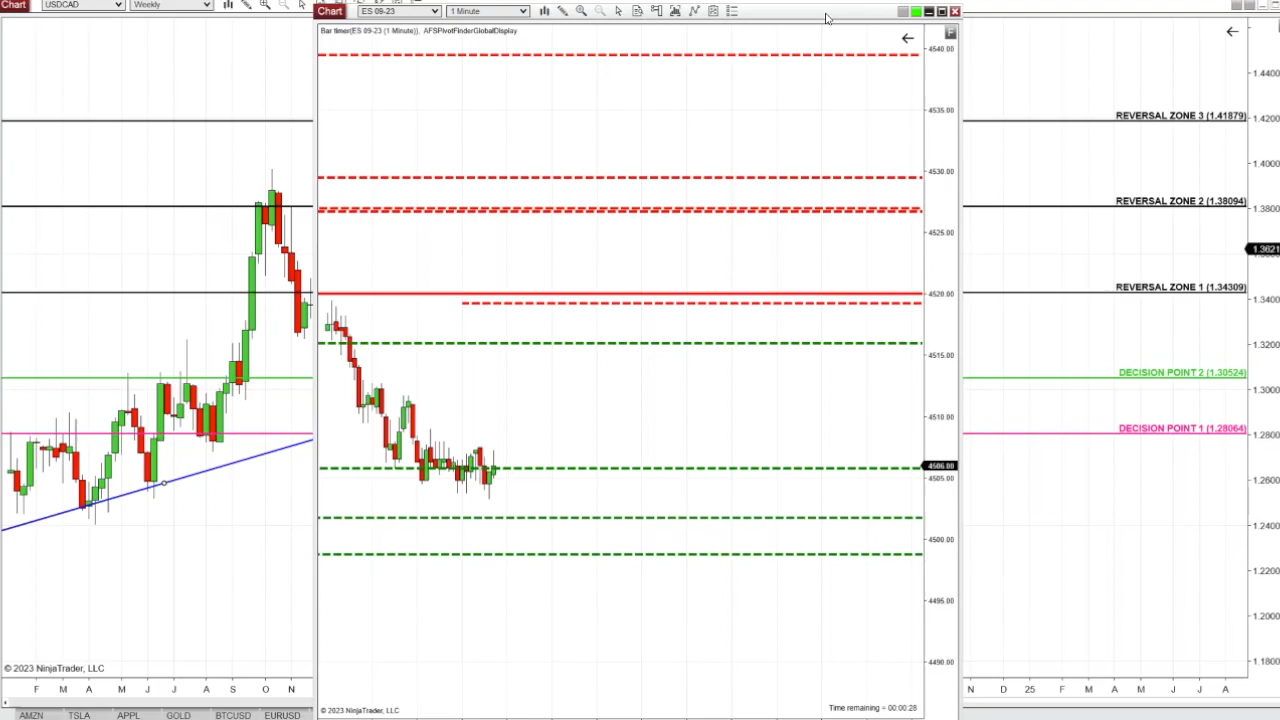 Chart
USDCAD
Weekly
Chart
ES 09-23
1 Minute
Bar timer(ES 09-23 (1 Minute)), AFSPivotFinderGlobalDisplay
F
4540.00
4535.00
4530.00
4525.00
4520.00
4515.00
4510.00
4506.00
4505.00
4500.00
4495.00
4490.00
Time remaining = 00:00:28
© 2023 NinjaTrader, LLC
© 2023 NinjaTrader, LLC
F M A M J J A S O N
AMZN TSLA APPL GOLD BTCUSD EURUSD
REVERSAL ZONE 3 (1.41879)
REVERSAL ZONE 2 (1.38094)
REVERSAL ZONE 1 (1.34309)
DECISION POINT 2 (1.30524)
DECISION POINT 1 (1.28064)
1.4400
1.4200
1.4000
1.3800
1.3621
1.3400
1.3200
1.3000
1.2800
1.2600
1.2400
1.2200
1.2000
1.1800
N D 25 F M A M J J A